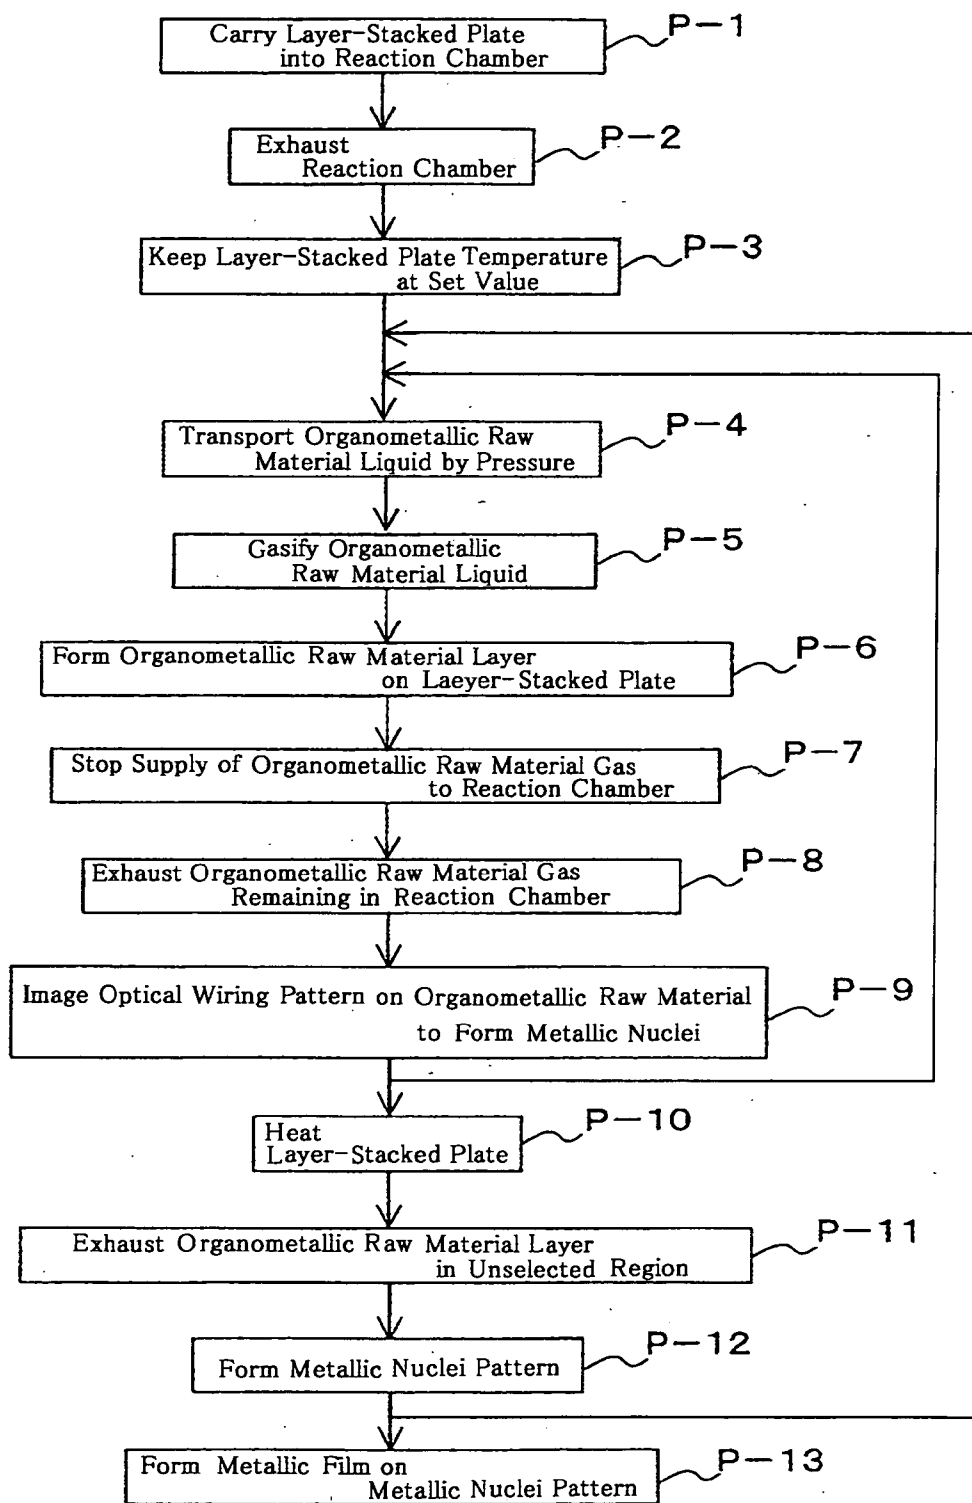 Carry Layer-Stacked Plate
into Reaction Chamber
P-1
Exhaust
Reaction Chamber
P-2
Keep Layer-Stacked Plate Temperature
at Set Value
P-3
Transport Organometallic Raw
Material Liquid by Pressure
P-4
Gasify Organometallic
Raw Material Liquid
P-5
Form Organometallic Raw Material Layer
on Laeyer-Stacked Plate
P-6
Stop Supply of Organometallic Raw Material Gas
to Reaction Chamber
P-7
Exhaust Organometallic Raw Material Gas
Remaining in Reaction Chamber
P-8
Image Optical Wiring Pattern on Organometallic Raw Material
to Form Metallic Nuclei
P-9
Heat
Layer-Stacked Plate
P-10
Exhaust Organometallic Raw Material Layer
in Unselected Region
P-11
Form Metallic Nuclei Pattern
P-12
Form Metallic Film on
Metallic Nuclei Pattern
P-13